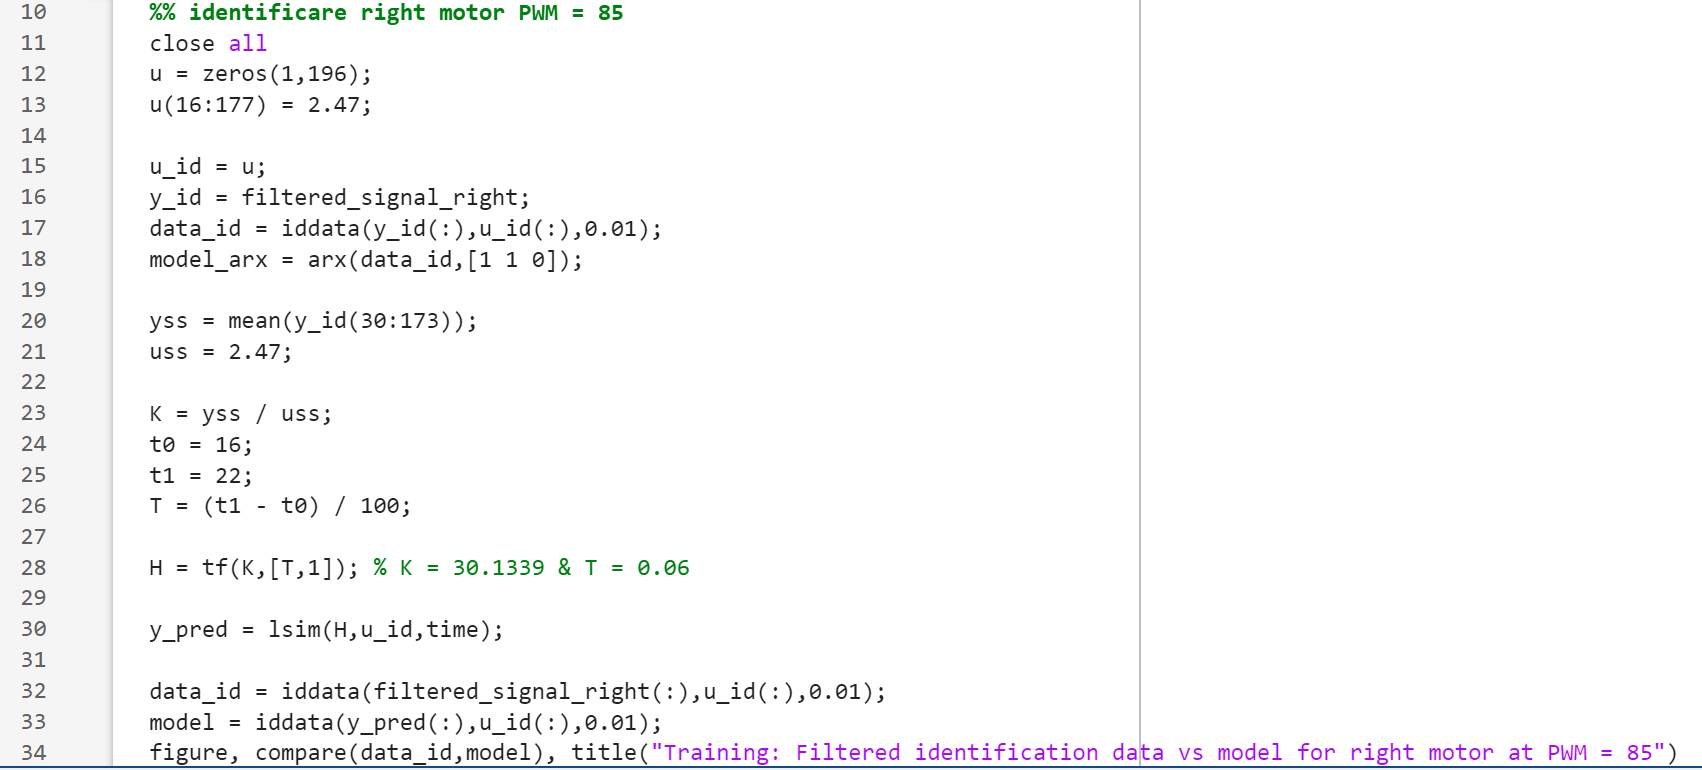 10 %% identificare right motor PWM = 85
11 close all
12 u = zeros(1,196);
13 u(16:177) = 2.47;
14
15 u_id = u;
16 y_id = filtered_signal_right;
17 data_id = iddata(y_id(:),u_id(:),0.01);
18 model_arx = arx(data_id,[1 1 0]);
19
20 yss = mean(y_id(30:173));
21 uss = 2.47;
22
23 K = yss / uss;
24 t0 = 16;
25 t1 = 22;
26 T = (t1 - t0) / 100;
27
28 H = tf(K,[T,1]); % K = 30.1339 & T = 0.06
29
30 y_pred = lsim(H,u_id,time);
31
32 data_id = iddata(filtered_signal_right(:),u_id(:),0.01);
33 model = iddata(y_pred(:),u_id(:),0.01);
34 figure, compare(data_id,model), title("Training: Filtered identification data vs model for right motor at PWM = 85")